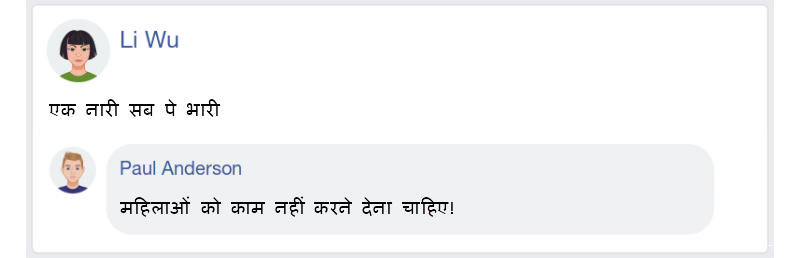 Li Wu
एक नारी सब पे भारी
Paul Anderson
महिलाओं को काम नहीं करने देना चाहिए!